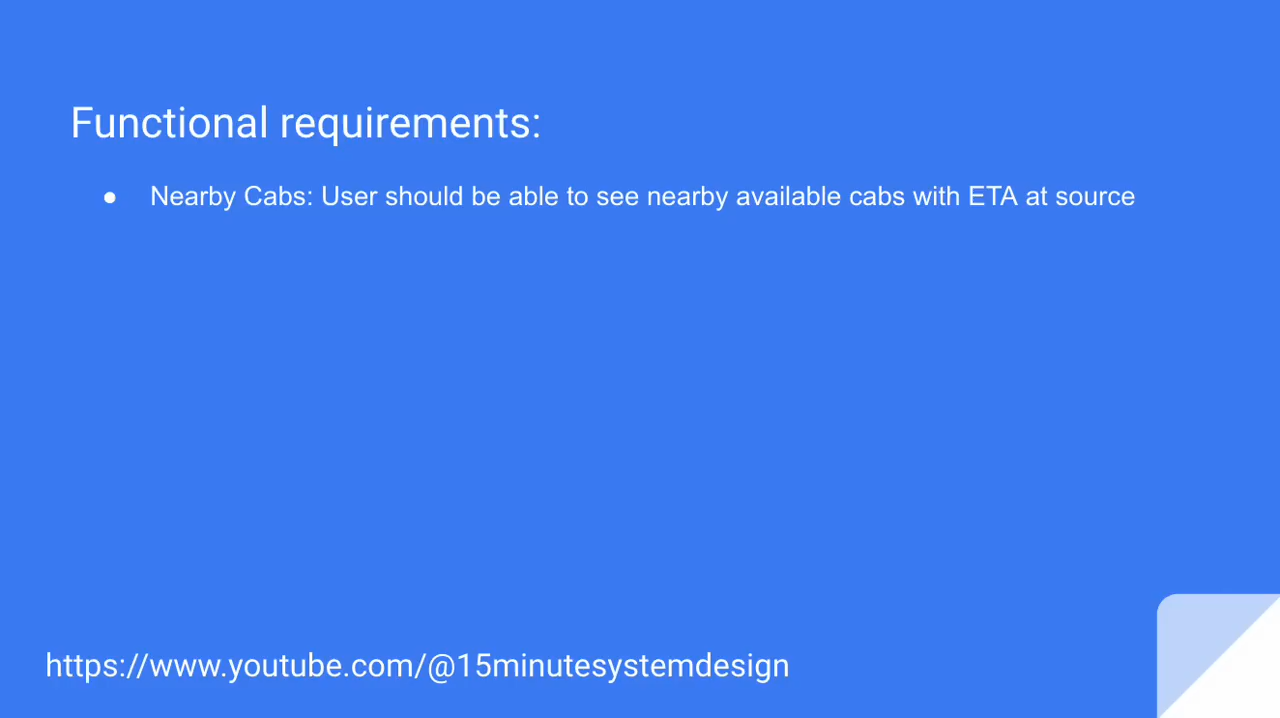 Functional requirements:
● Nearby Cabs: User should be able to see nearby available cabs with ETA at source
https://www.youtube.com/@15minutesystemdesign